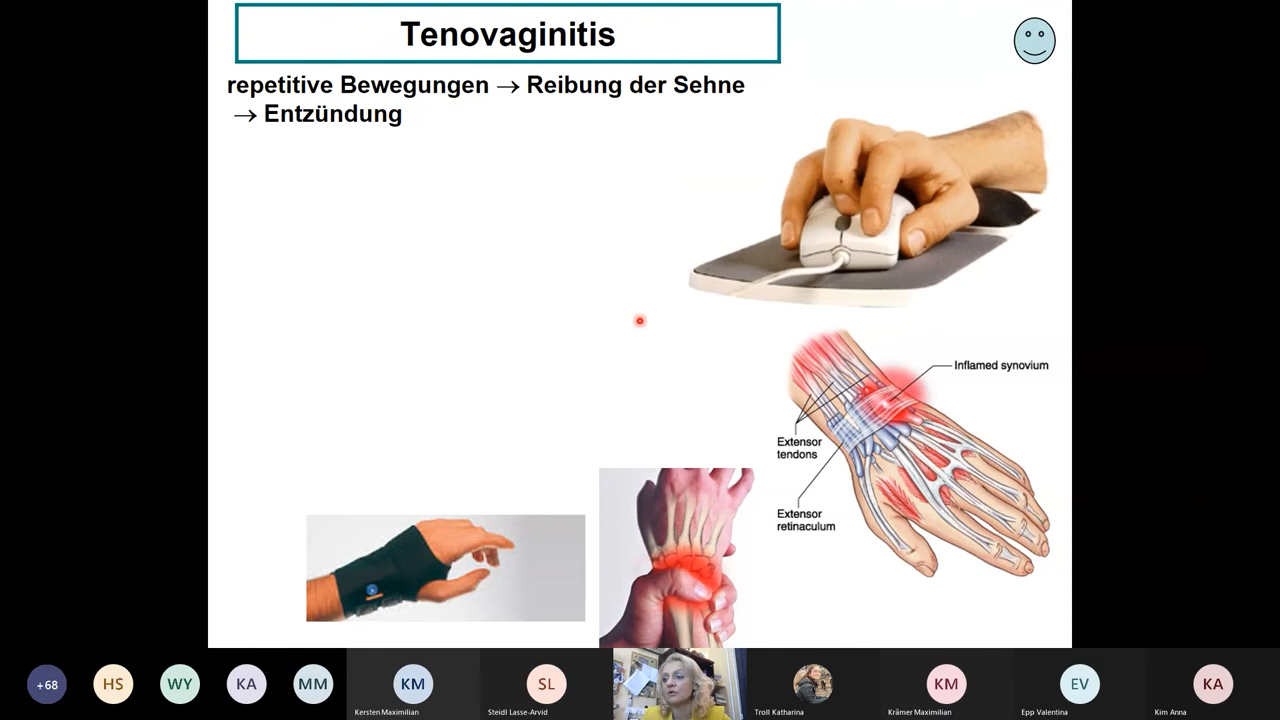 Tenovaginitis
repetitive Bewegungen → Reibung der Sehne
→ Entzündung
Inflamed synovium
Extensor
tendons
Extensor
retinaculum
+68
HS
WY
KA
MM
KM
Kersten Maximilian
SL
Steidl Lasse-Arvid
Troll Katharina
KM
Krämer Maximilian
EV
Epp Valentina
KA
Kim Anna